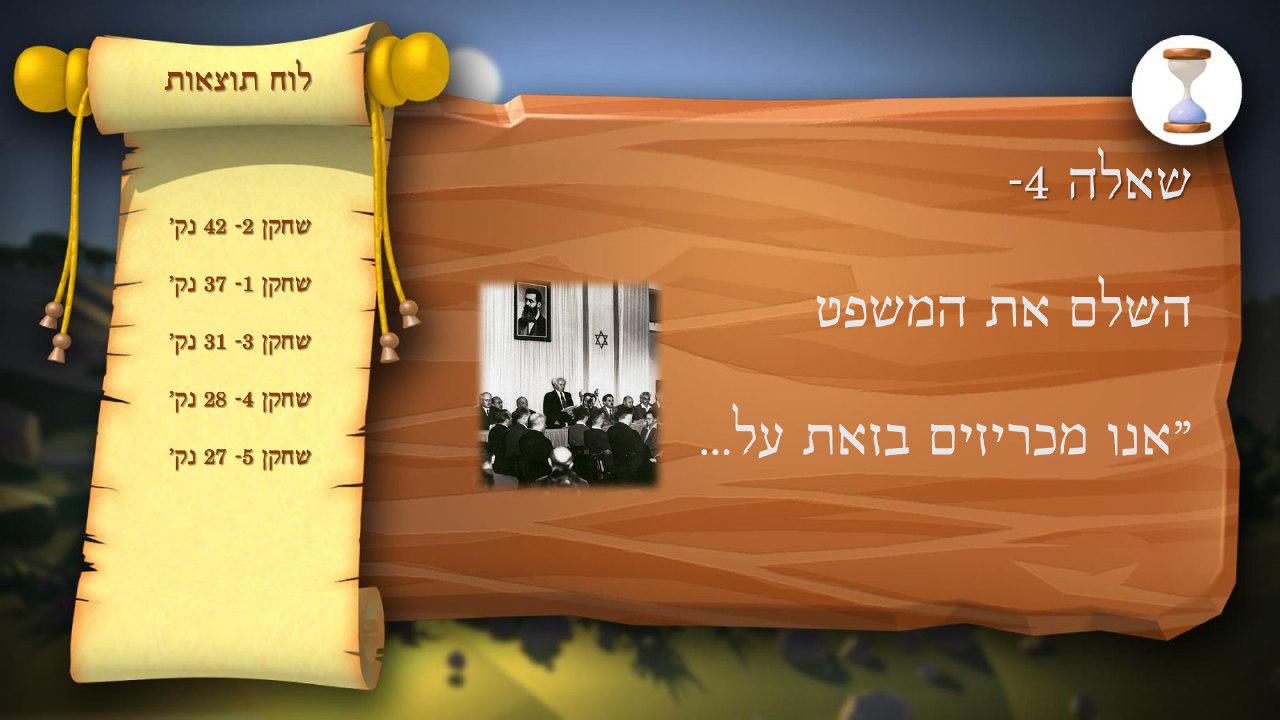 לוח תוצאות
שחקן 2- 42 נק'
שחקן 1- 37 נק'
שחקן 3- 31 נק'
שחקן 4- 28 נק'
שחקן 5- 27 נק'
שאלה 4-
השלם את המשפט
"אנו מכריזים בזאת על...